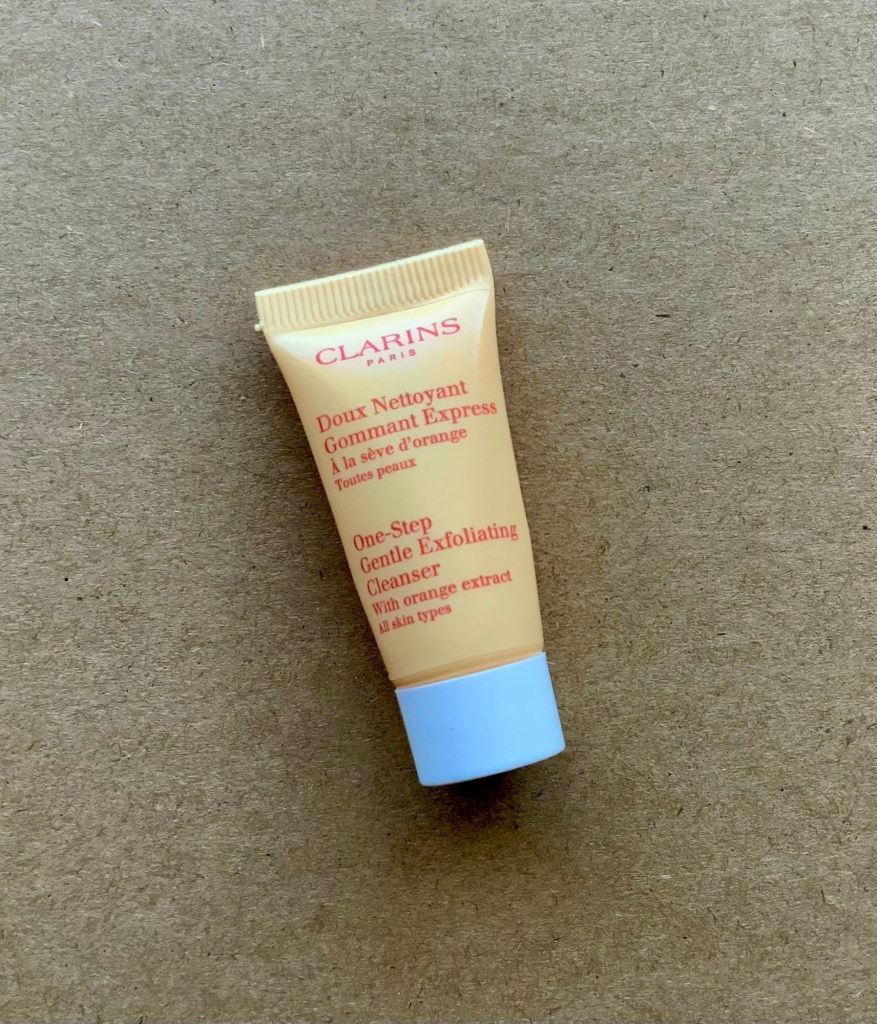 CLARINS
PARIS
Doux Nettoyant
Gommant Express
À la sève d'orange
Toutes peaux
One-Step
Gentle Exfoliating
Cleanser
With orange extract
All skin types